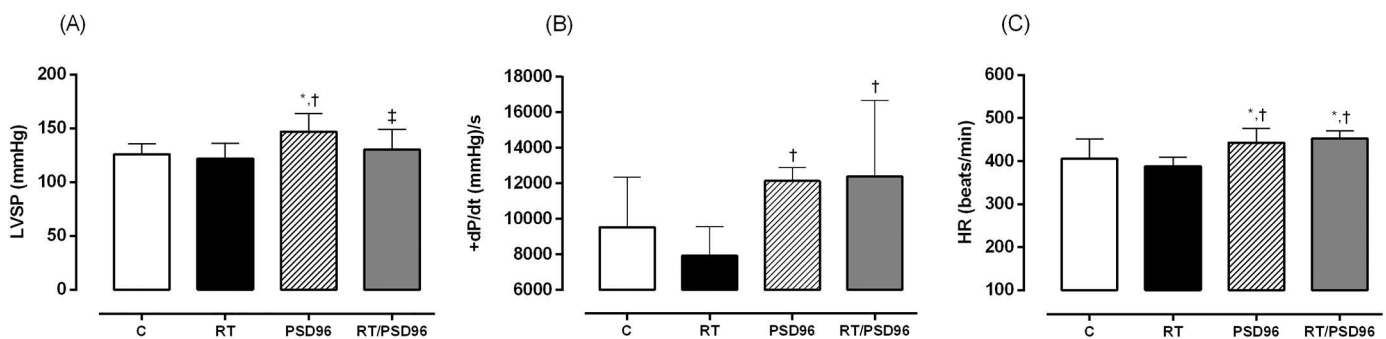 (A)
LVSP (mmHg)
200
150
100
50
0
*,†
‡
C RT PSD96 RT/PSD96
(B)
+dP/dt (mmHg)/s
18000
16000
14000
12000
10000
8000
6000
†
†
C RT PSD96 RT/PSD96
(C)
HR (beats/min)
600
500
400
300
200
100
*,†
*,†
C RT PSD96 RT/PSD96